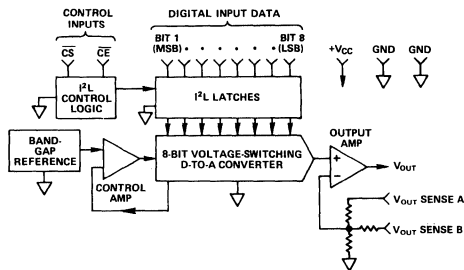 CONTROL
INPUTS
DIGITAL INPUT DATA
CS CE
BIT 1
(MSB)
BIT 8
(LSB)
+VCC GND GND
I²L
CONTROL
LOGIC
I²L LATCHES
BAND-
GAP
REFERENCE
CONTROL
AMP
8-BIT VOLTAGE-SWITCHING
D-TO-A CONVERTER
OUTPUT
AMP
+
−
VOUT
VOUT SENSE A
VOUT SENSE B